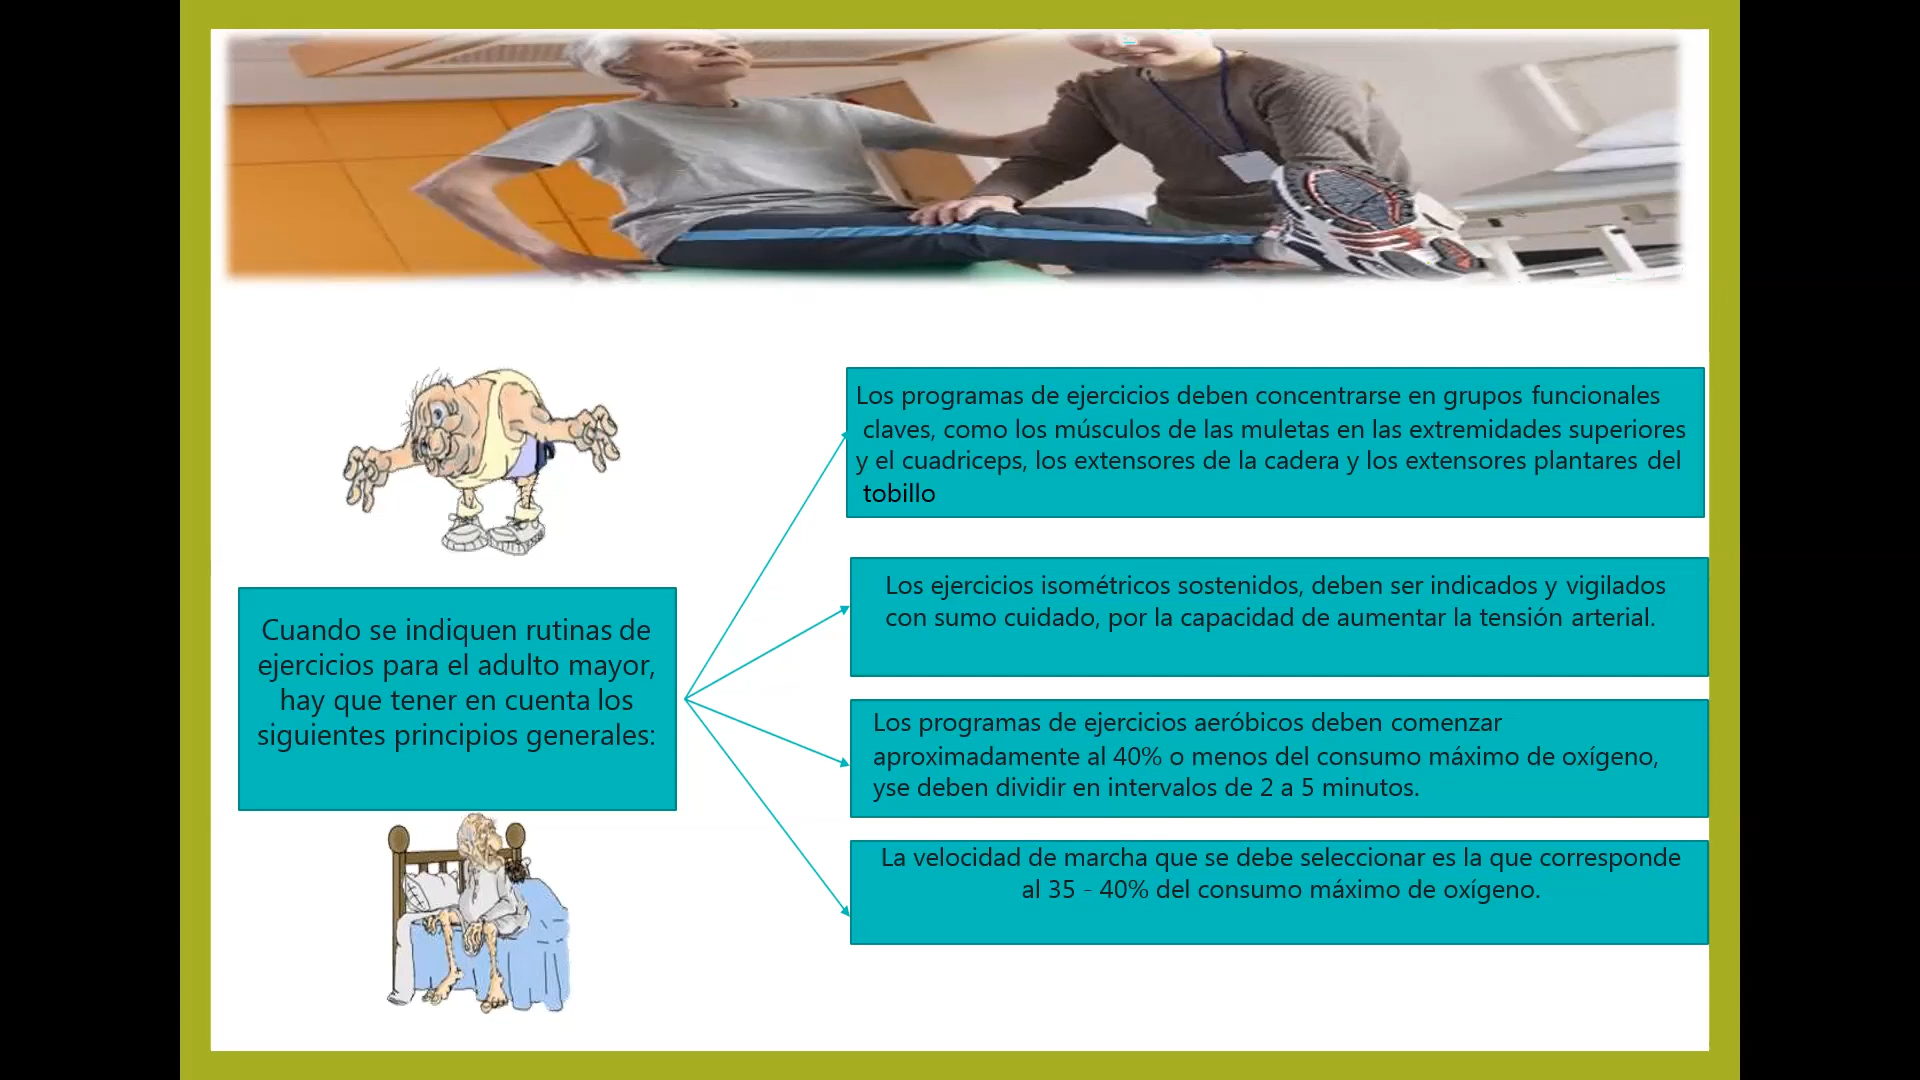 Cuando se indiquen rutinas de
ejercicios para el adulto mayor,
hay que tener en cuenta los
siguientes principios generales:
Los programas de ejercicios deben concentrarse en grupos funcionales
claves, como los músculos de las muletas en las extremidades superiores
y el cuadriceps, los extensores de la cadera y los extensores plantares del
tobillo
Los ejercicios isométricos sostenidos, deben ser indicados y vigilados
con sumo cuidado, por la capacidad de aumentar la tensión arterial.
Los programas de ejercicios aeróbicos deben comenzar
aproximadamente al 40% o menos del consumo máximo de oxígeno,
yse deben dividir en intervalos de 2 a 5 minutos.
La velocidad de marcha que se debe seleccionar es la que corresponde
al 35 - 40% del consumo máximo de oxígeno.